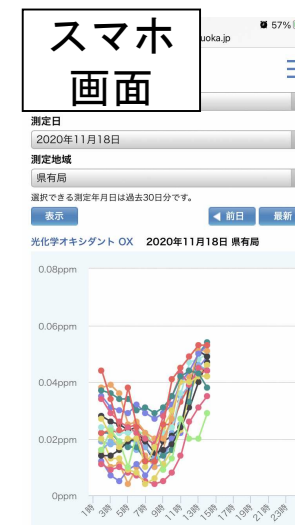 スマホ
画面
57%
uoka.jp
測定日
2020年11月18日
測定地域
県有局
選択できる測定年月日は過去30日分です。
表示 ◀ 前日 最新
光化学オキシダント OX 2020年11月18日 県有局
0.08ppm
0.06ppm
0.04ppm
0.02ppm
0ppm
1時 3時 5時 7時 9時 11時 13時 15時 17時 19時 21時 23時